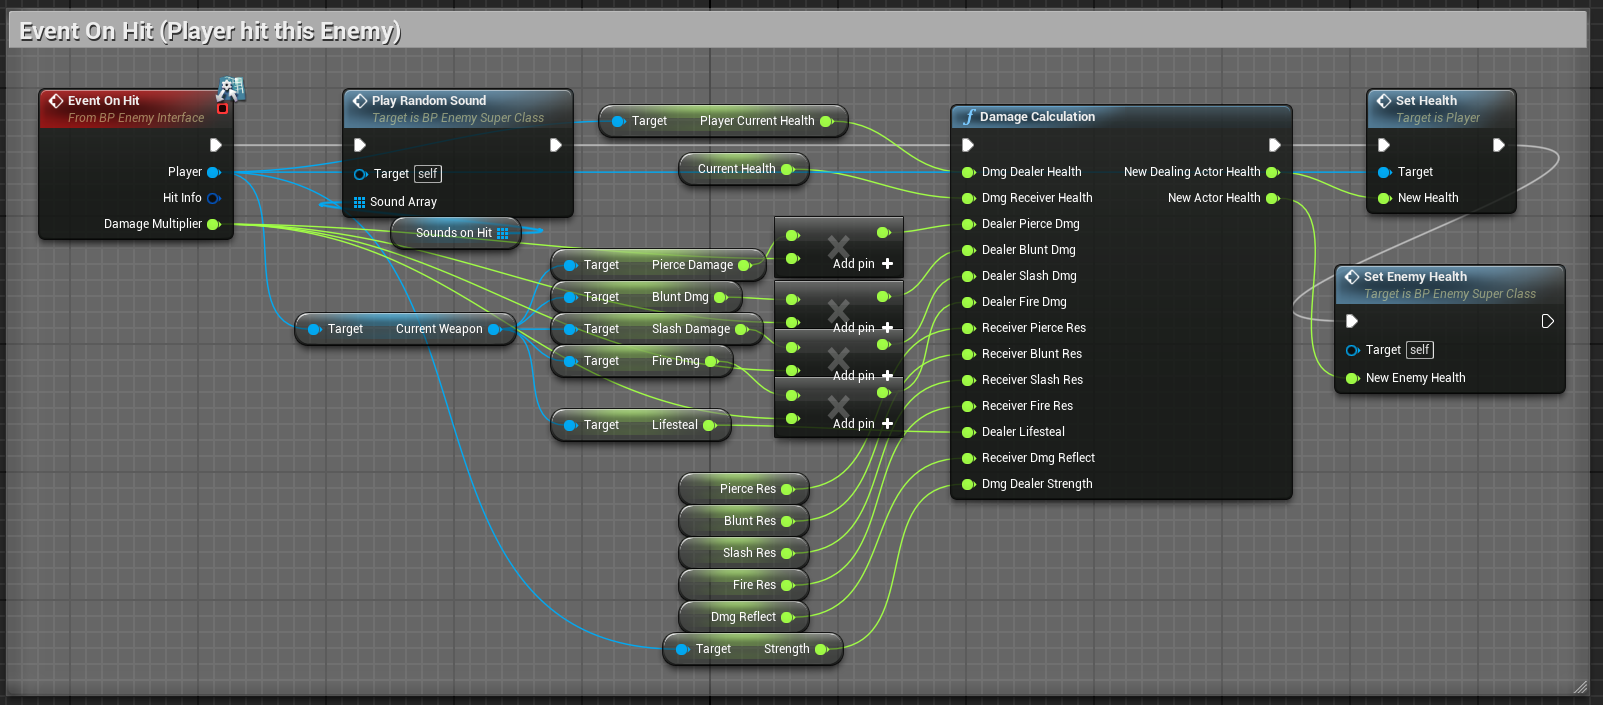 Event On Hit (Player hit this Enemy)
Event On Hit
From BP Enemy Interface
Player
Hit Info
Damage Multiplier
Play Random Sound
Target is BP Enemy Super Class
Target self
Sound Array
Sounds on Hit
Target Player Current Health
Current Health
Target Current Weapon
Target Pierce Damage
Target Blunt Dmg
Target Slash Damage
Target Fire Dmg
Target Lifesteal
Add pin
Add pin
Add pin
Add pin
Pierce Res
Blunt Res
Slash Res
Fire Res
Dmg Reflect
Target Strength
f Damage Calculation
Dmg Dealer Health New Dealing Actor Health
Dmg Receiver Health New Actor Health
Dealer Pierce Dmg
Dealer Blunt Dmg
Dealer Slash Dmg
Dealer Fire Dmg
Receiver Pierce Res
Receiver Blunt Res
Receiver Slash Res
Receiver Fire Res
Dealer Lifesteal
Receiver Dmg Reflect
Dmg Dealer Strength
Set Health
Target is Player
Target
New Health
Set Enemy Health
Target is BP Enemy Super Class
Target self
New Enemy Health